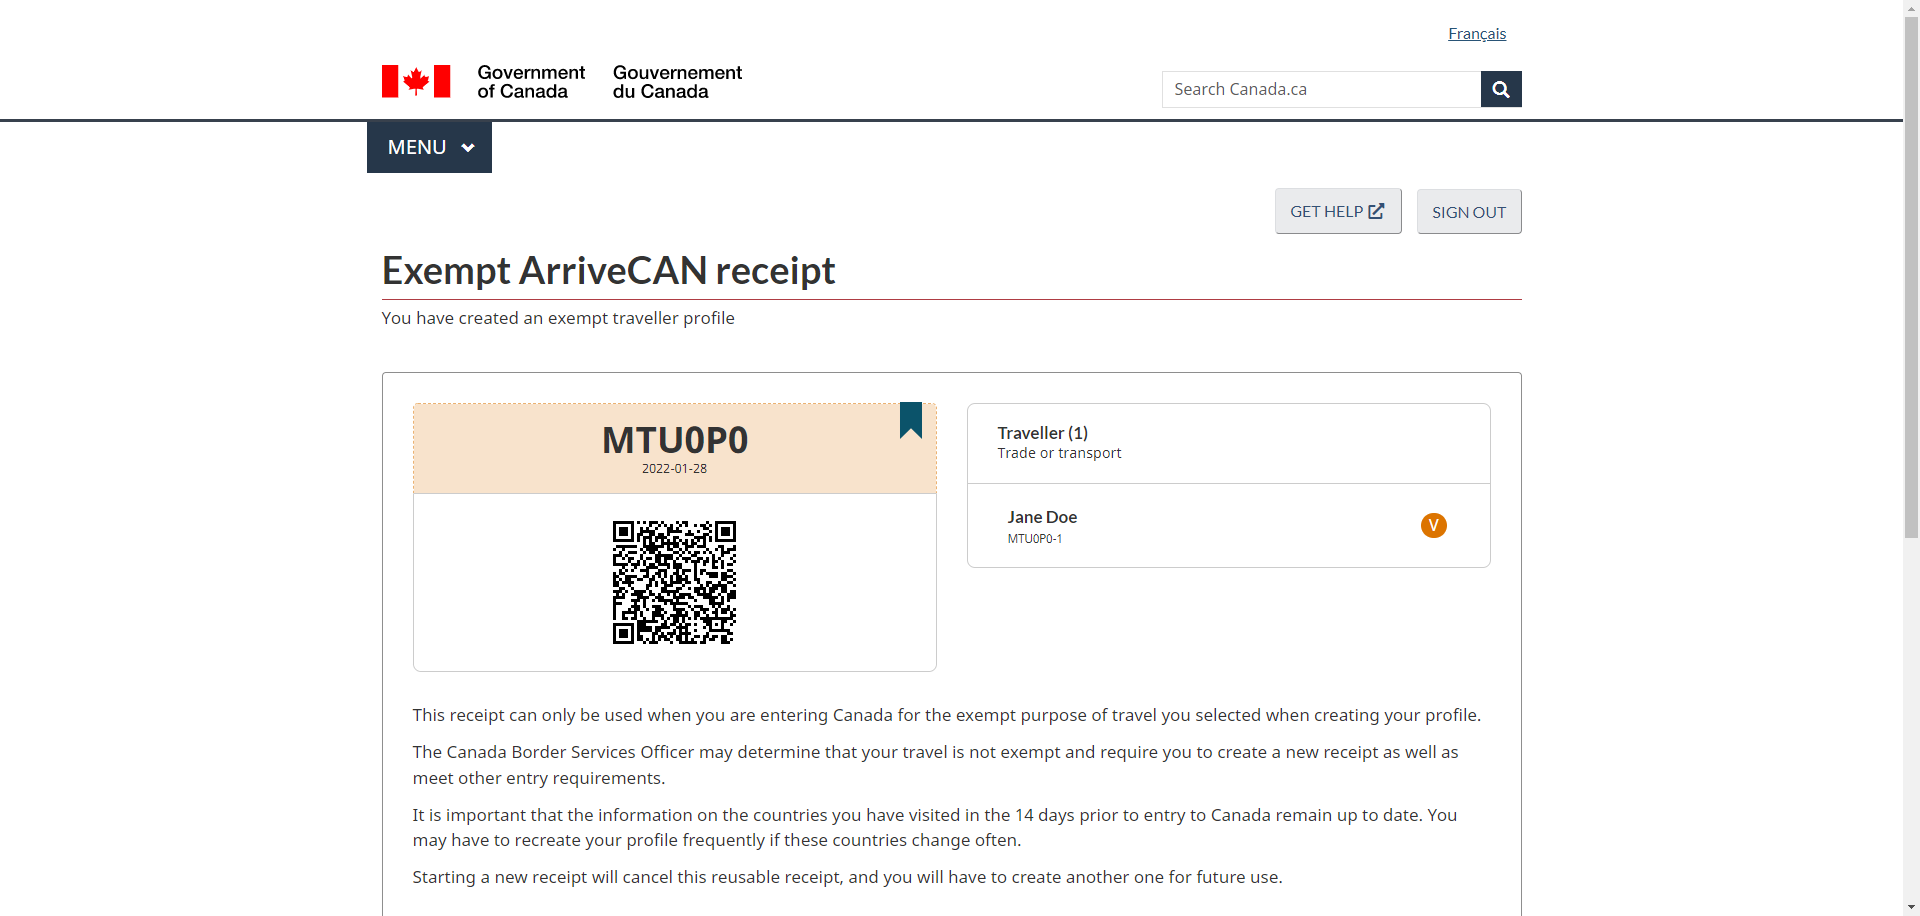 Français
Government
of Canada
Gouvernement
du Canada
Search Canada.ca
MENU
GET HELP
SIGN OUT
Exempt ArriveCAN receipt
You have created an exempt traveller profile
MTU0P0
2022-01-28
Traveller (1)
Trade or transport
Jane Doe
MTU0P0-1
V
This receipt can only be used when you are entering Canada for the exempt purpose of travel you selected when creating your profile.
The Canada Border Services Officer may determine that your travel is not exempt and require you to create a new receipt as well as
meet other entry requirements.
It is important that the information on the countries you have visited in the 14 days prior to entry to Canada remain up to date. You
may have to recreate your profile frequently if these countries change often.
Starting a new receipt will cancel this reusable receipt, and you will have to create another one for future use.